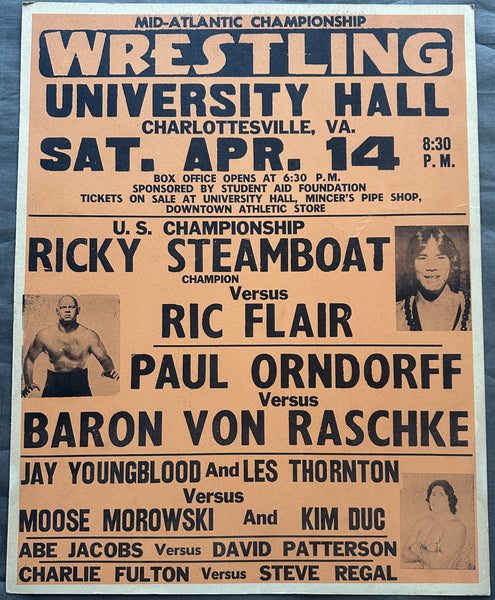 MID-ATLANTIC CHAMPIONSHIP
WRESTLING
UNIVERSITY HALL
CHARLOTTESVILLE, VA.
SAT. APR. 14 8:30 P.M.
BOX OFFICE OPENS AT 6:30 P.M.
SPONSORED BY STUDENT AID FOUNDATION
TICKETS ON SALE AT UNIVERSITY HALL, MINCER'S PIPE SHOP,
DOWNTOWN ATHLETIC STORE
U.S. CHAMPIONSHIP
RICKY STEAMBOAT
CHAMPION
Versus
RIC FLAIR
PAUL ORNDORFF
Versus
BARON VON RASCHKE
JAY YOUNGBLOOD And LES THORNTON
Versus
MOOSE MOROWSKI And KIM DUC
ABE JACOBS Versus DAVID PATTERSON
CHARLIE FULTON Versus STEVE REGAL